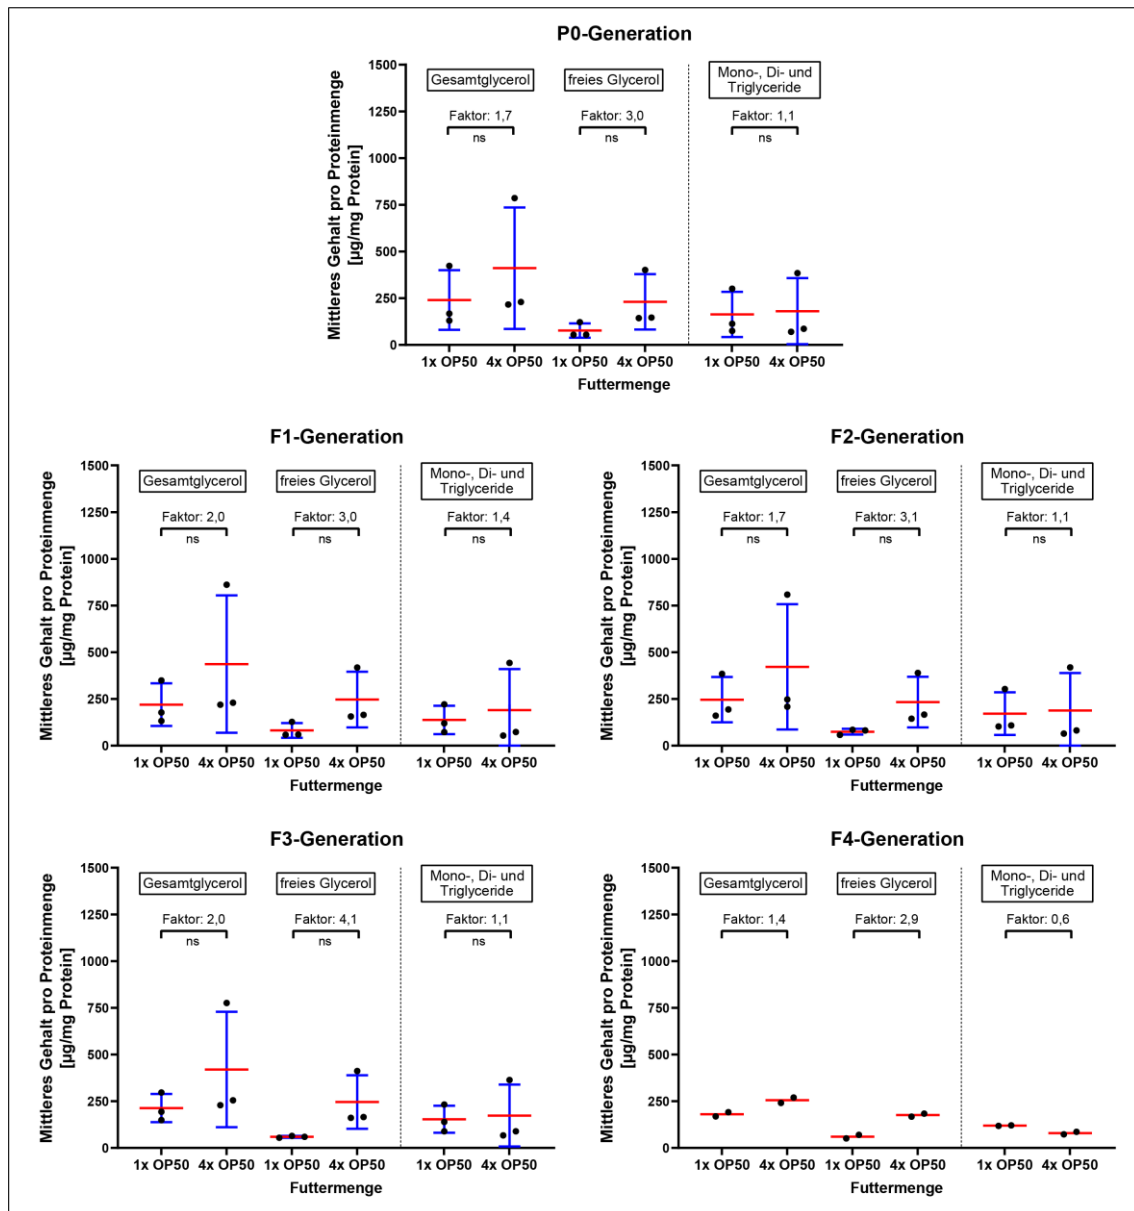 P0-Generation
Mittleres Gehalt pro Proteinmenge
[µg/mg Protein]
1500
1250
1000
750
500
250
0
Gesamtglycerol
freies Glycerol
Mono-, Di- und
Triglyceride
Faktor: 1,7
Faktor: 3,0
Faktor: 1,1
ns
ns
ns
1x OP50
4x OP50
1x OP50
4x OP50
1x OP50
4x OP50
Futtermenge
F1-Generation
Mittleres Gehalt pro Proteinmenge
[µg/mg Protein]
1500
1250
1000
750
500
250
0
Gesamtglycerol
freies Glycerol
Mono-, Di- und
Triglyceride
Faktor: 2,0
Faktor: 3,0
Faktor: 1,4
ns
ns
ns
1x OP50
4x OP50
1x OP50
4x OP50
1x OP50
4x OP50
Futtermenge
F2-Generation
Mittleres Gehalt pro Proteinmenge
[µg/mg Protein]
1500
1250
1000
750
500
250
0
Gesamtglycerol
freies Glycerol
Mono-, Di- und
Triglyceride
Faktor: 1,7
Faktor: 3,1
Faktor: 1,1
ns
ns
ns
1x OP50
4x OP50
1x OP50
4x OP50
1x OP50
4x OP50
Futtermenge
F3-Generation
Mittleres Gehalt pro Proteinmenge
[µg/mg Protein]
1500
1250
1000
750
500
250
0
Gesamtglycerol
freies Glycerol
Mono-, Di- und
Triglyceride
Faktor: 2,0
Faktor: 4,1
Faktor: 1,1
ns
ns
ns
1x OP50
4x OP50
1x OP50
4x OP50
1x OP50
4x OP50
Futtermenge
F4-Generation
Mittleres Gehalt pro Proteinmenge
[µg/mg Protein]
1500
1250
1000
750
500
250
0
Gesamtglycerol
freies Glycerol
Mono-, Di- und
Triglyceride
Faktor: 1,4
Faktor: 2,9
Faktor: 0,6
1x OP50
4x OP50
1x OP50
4x OP50
1x OP50
4x OP50
Futtermenge